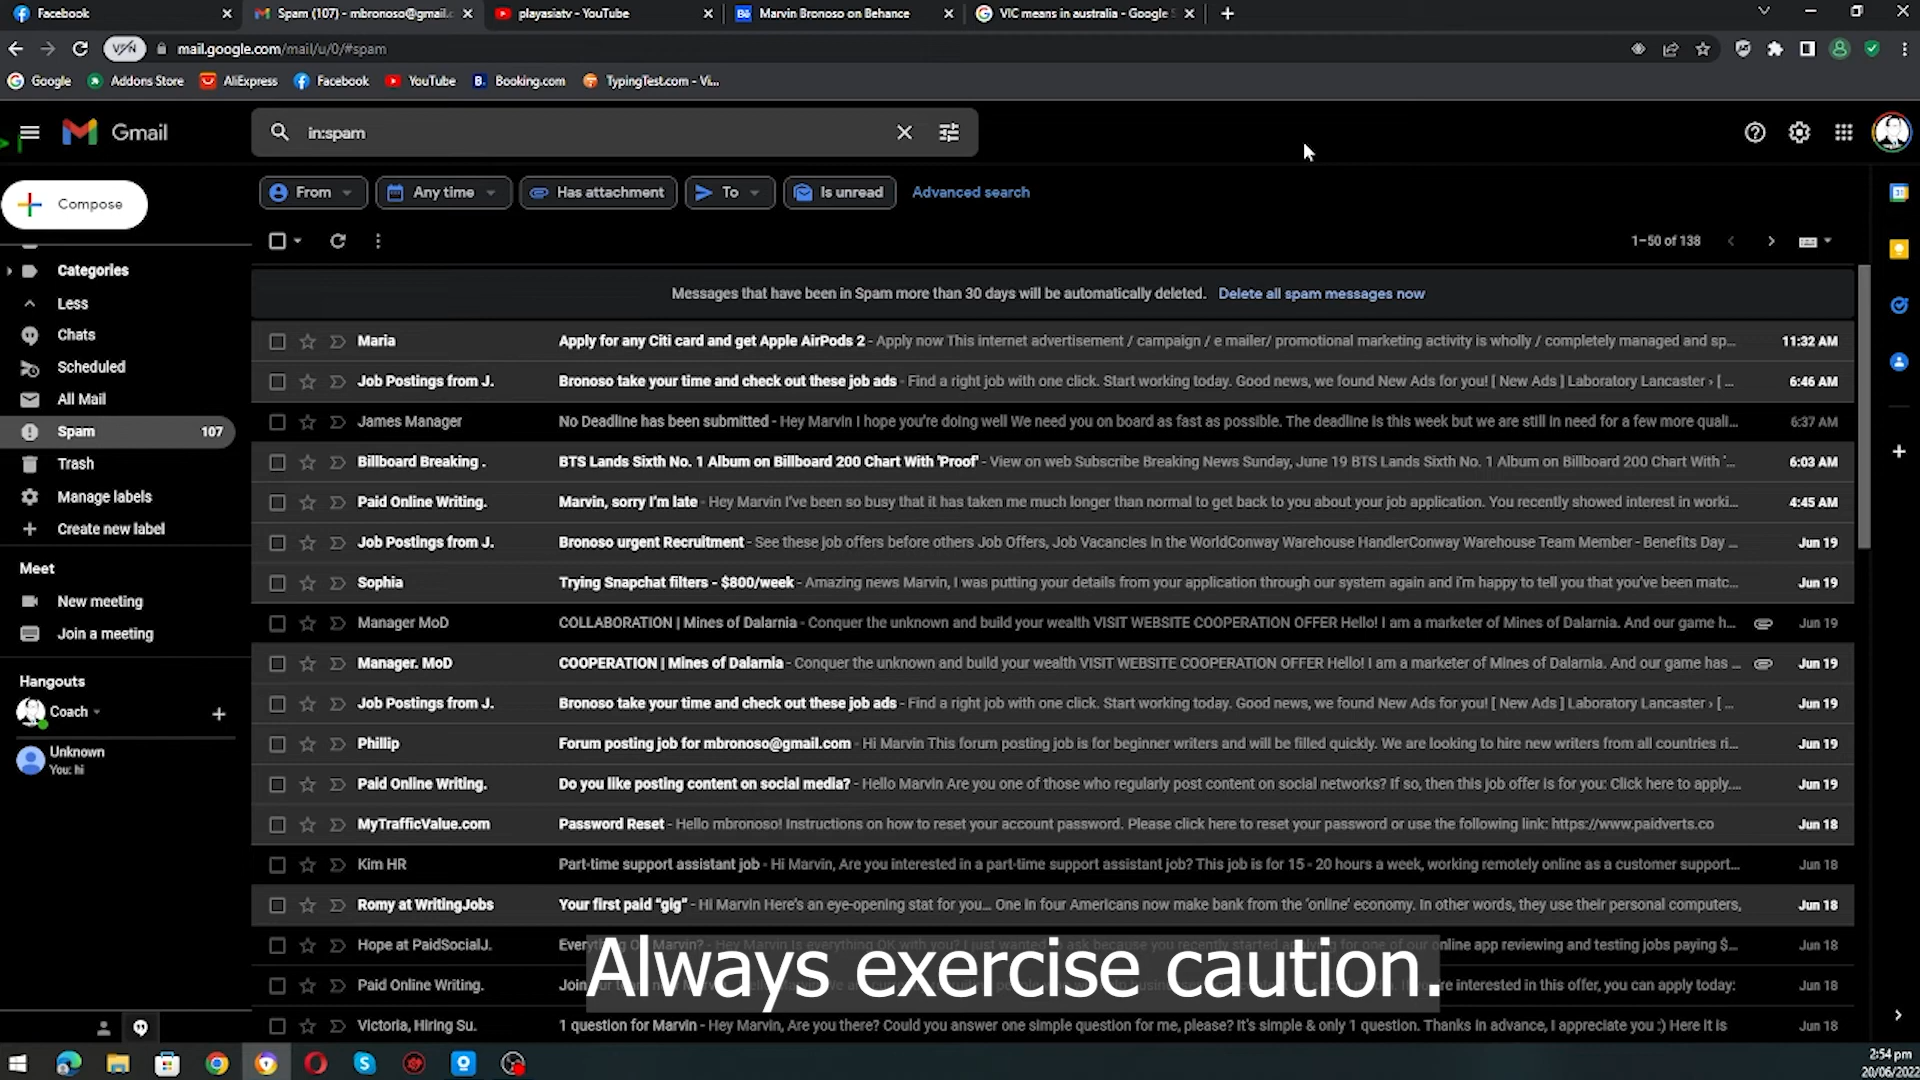 Facebook
Spam (107) - mbronoso@gmail.c
playasiatv - YouTube
Marvin Bronoso on Behance
VIC means in australia - Google S
VPN
mail.google.com/mail/u/0/#spam
Google
Addons Store
AliExpress
Facebook
YouTube
Booking.com
TypingTest.com - Vi...
Gmail
in:spam
Compose
From
Any time
Has attachment
To
Is unread
Advanced search
1-50 of 138
Categories
Less
Chats
Scheduled
All Mail
Spam 107
Trash
Manage labels
Create new label
Meet
New meeting
Join a meeting
Hangouts
Coach
Unknown
You: hi
Messages that have been in Spam more than 30 days will be automatically deleted. Delete all spam messages now
Maria Apply for any Citi card and get Apple AirPods 2 - Apply now This internet advertisement / campaign / e mailer/ promotional marketing activity is wholly / completely managed and sp... 11:32 AM
Job Postings from J. Bronoso take your time and check out these job ads - Find a right job with one click. Start working today. Good news, we found New Ads for you! [ New Ads ] Laboratory Lancaster › [ ... 6:46 AM
James Manager No Deadline has been submitted - Hey Marvin I hope you're doing well We need you on board as fast as possible. The deadline is this week but we are still in need for a few more quali... 6:37 AM
Billboard Breaking . BTS Lands Sixth No. 1 Album on Billboard 200 Chart With 'Proof' - View on web Subscribe Breaking News Sunday, June 19 BTS Lands Sixth No. 1 Album on Billboard 200 Chart With '... 6:03 AM
Paid Online Writing. Marvin, sorry I'm late - Hey Marvin I've been so busy that it has taken me much longer than normal to get back to you about your job application. You recently showed interest in worki... 4:45 AM
Job Postings from J. Bronoso urgent Recruitment - See these job offers before others Job Offers, Job Vacancies in the WorldConway Warehouse HandlerConway Warehouse Team Member - Benefits Day ... Jun 19
Sophia Trying Snapchat filters - $800/week - Amazing news Marvin, I was putting your details from your application through our system again and i'm happy to tell you that you've been matc... Jun 19
Manager MoD COLLABORATION | Mines of Dalarnia - Conquer the unknown and build your wealth VISIT WEBSITE COOPERATION OFFER Hello! I am a marketer of Mines of Dalarnia. And our game h... Jun 19
Manager. MoD COOPERATION | Mines of Dalarnia - Conquer the unknown and build your wealth VISIT WEBSITE COOPERATION OFFER Hello! I am a marketer of Mines of Dalarnia. And our game has ... Jun 19
Job Postings from J. Bronoso take your time and check out these job ads - Find a right job with one click. Start working today. Good news, we found New Ads for you! [ New Ads ] Laboratory Lancaster › [ ... Jun 19
Phillip Forum posting job for mbronoso@gmail.com - Hi Marvin This forum posting job is for beginner writers and will be filled quickly. We are looking to hire new writers from all countries ri... Jun 19
Paid Online Writing. Do you like posting content on social media? - Hello Marvin Are you one of those who regularly post content on social networks? If so, then this job offer is for you: Click here to apply.... Jun 19
MyTrafficValue.com Password Reset - Hello mbronoso! Instructions on how to reset your account password. Please click here to reset your password or use the following link: https://www.paidverts.co Jun 18
Kim HR Part-time support assistant job - Hi Marvin, Are you interested in a part-time support assistant job? This job is for 15 - 20 hours a week, working remotely online as a customer support... Jun 18
Romy at WritingJobs Your first paid "gig" - Hi Marvin Here's an eye-opening stat for you... One in four Americans now make bank from the 'online' economy. In other words, they use their personal computers, Jun 18
Hope at PaidSocialJ. online app reviewing and testing jobs paying $... Jun 18
Always exercise caution.
Paid Online Writing. interested in this offer, you can apply today: Jun 18
Victoria, Hiring Su. 1 question for Marvin - Hey Marvin, Are you there? Could you answer one simple question for me, please? It's simple & only 1 question. Thanks in advance, I appreciate you :) Here it is Jun 18
2:54 pm
20/06/2022